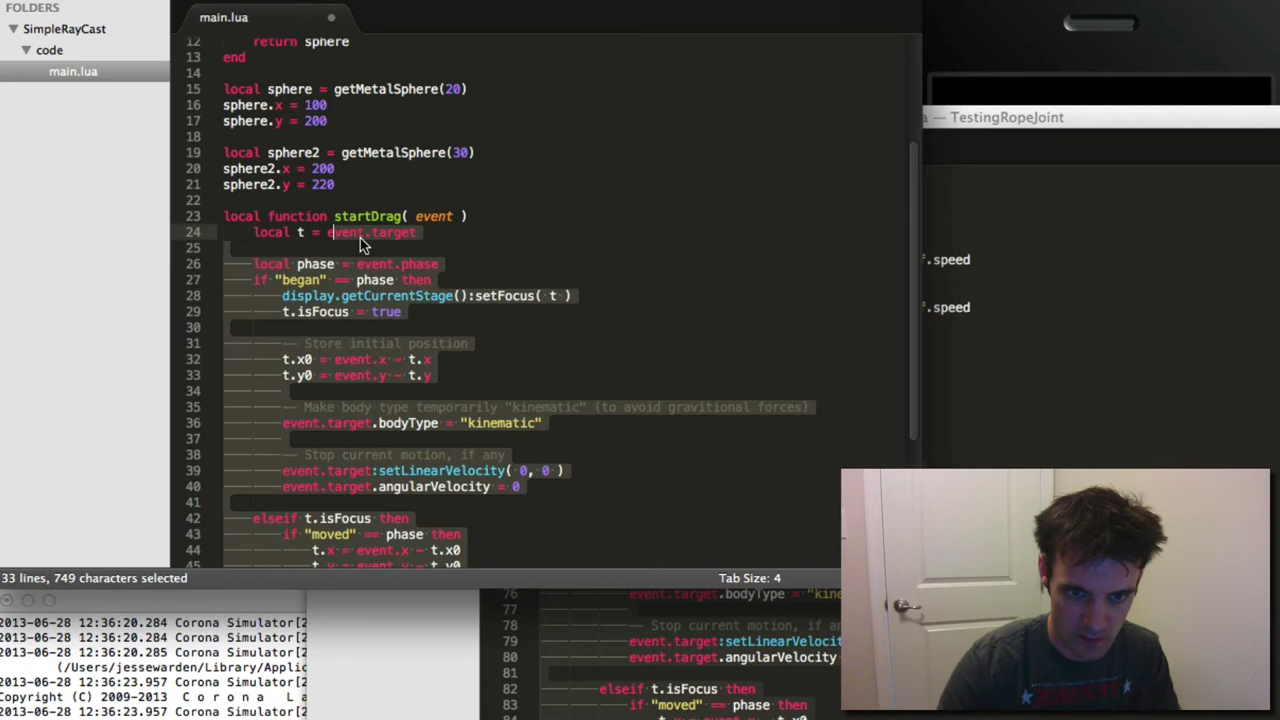 FOLDERS
SimpleRayCast
code
main.lua
main.lua
12 return sphere
13 end
14
15 local sphere = getMetalSphere(20)
16 sphere.x = 100
17 sphere.y = 200
18
19 local sphere2 = getMetalSphere(30)
20 sphere2.x = 200
21 sphere2.y = 220
22
23 local function startDrag( event )
24 local t = event.target
25
26 local phase = event.phase
27 if "began" == phase then
28 display.getCurrentStage():setFocus( t )
29 t.isFocus = true
30
31 -- Store initial position
32 t.x0 = event.x - t.x
33 t.y0 = event.y - t.y
34
35 -- Make body type temporarily "kinematic" (to avoid gravitional forces)
36 event.target.bodyType = "kinematic"
37
38 -- Stop current motion, if any
39 event.target:setLinearVelocity( 0, 0 )
40 event.target.angularVelocity = 0
41
42 elseif t.isFocus then
43 if "moved" == phase then
44 t.x = event.x - t.x0
45 t.y = event.y - t.y0
33 lines, 749 characters selected
Tab Size: 4
a — TestingRopeJoint
.speed
.speed
2013-06-28 12:36:20.284 Corona Simulator[2
2013-06-28 12:36:20.284 Corona Simulator[2
2013-06-28 12:36:20.285 Corona Simulator[2
(/Users/jessewarden/Library/Applic
2013-06-28 12:36:23.957 Corona Simulator[2
Copyright (C) 2009-2013 C o r o n a L a
2013-06-28 12:36:23.957 Corona Simulator[2
76 event.target.bodyType = "kine
77
78 -- Stop current motion, if any
79 event.target:setLinearVelocit
80 event.target.angularVelocity
81
82 elseif t.isFocus then
83 if "moved" == phase then
84